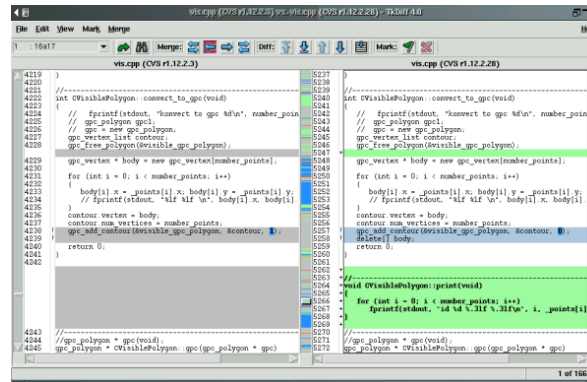 vis.cpp (CVS r1.12.2.3) vs. vis.cpp (CVS r1.12.2.28) - TkDiff 4.0
File Edit View Mark Merge
1 : 16a17 Merge: Diff: Mark:
vis.cpp (CVS r1.12.2.3)
4219 }
4220
4221 //-----------------------------------------------
4222 int CVisiblePolygon::convert_to_gpc(void)
4223 {
4224 // fprintf(stdout, "konvert to gpc %d\n", number_poin
4225 // gpc_polygon gpc1;
4226 // gpc = new gpc_polygon;
4227 gpc_vertex_list contour;
4228 gpc_free_polygon(&visible_gpc_polygon);
4229 gpc_vertex * body = new gpc_vertex[number_points];
4230
4231 for (int i = 0; i < number_points; i++)
4232 {
4233 body[i].x = _points[i].x; body[i].y = _points[i].y;
4234 // fprintf(stdout, "%lf %lf \n", body[i].x, body[i].
4235 }
4236 contour.vertex = body;
4237 contour.num_vertices = number_points;
4238 ! gpc_add_contour(&visible_gpc_polygon, &contour, 1);
4239 !
4240 return 0;
4241 }
4242
4243 //-----------------------------------------------
4244 //gpc_polygon * gpc(void);
4245 gpc_polygon * CVisiblePolygon::gpc(gpc_polygon * gpc)
vis.cpp (CVS r1.12.2.28)
5237 }
5238
5239 //-----------------------------------------------
5240 int CVisiblePolygon::convert_to_gpc(void)
5241 {
5242 // fprintf(stdout, "konvert to gpc %d\n", number_poin
5243 // gpc_polygon gpc1;
5244 // gpc = new gpc_polygon;
5245 gpc_vertex_list contour;
5246 gpc_free_polygon(&visible_gpc_polygon);
5247 +
5248 gpc_vertex * body = new gpc_vertex[number_points];
5249
5250 for (int i = 0; i < number_points; i++)
5251 {
5252 body[i].x = _points[i].x; body[i].y = _points[i].y;
5253 // fprintf(stdout, "%lf %lf \n", body[i].x, body[i].
5254 }
5255 contour.vertex = body;
5256 contour.num_vertices = number_points;
5257 ! gpc_add_contour(&visible_gpc_polygon, &contour, 0);
5258 ! delete[] body;
5259 return 0;
5260 }
5261
5262 +
5263 +//-----------------------------------------------
5264 +void CVisiblePolygon::print(void)
5265 +{
5266 + for (int i = 0; i < number_points; i++)
5267 + fprintf(stdout, "id %d %.3lf %.3lf\n", i, _points[i]
5268 +}
5269 +
5270 //-----------------------------------------------
5271 //gpc_polygon * gpc(void);
5272 gpc_polygon * CVisiblePolygon::gpc(gpc_polygon * gpc)
1 of 166